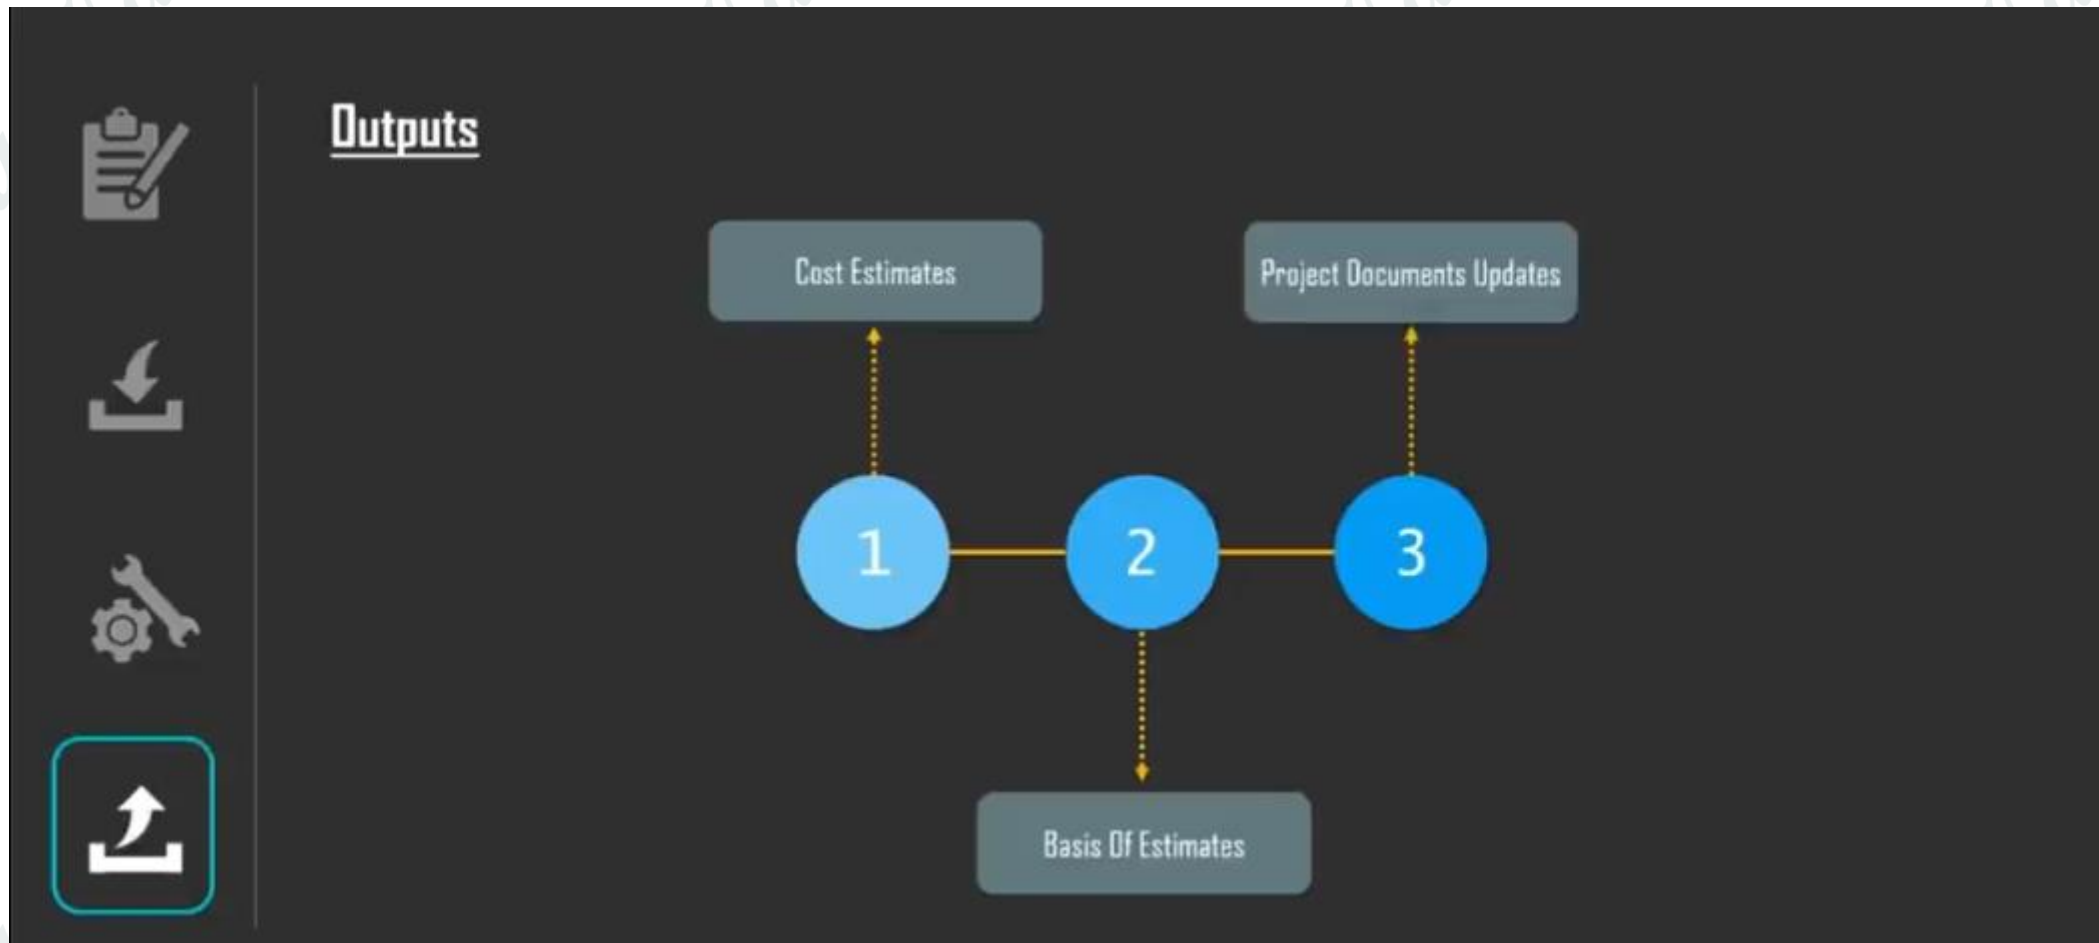 Outputs
Cost Estimates
Project Documents Updates
1
2
3
Basis Of Estimates